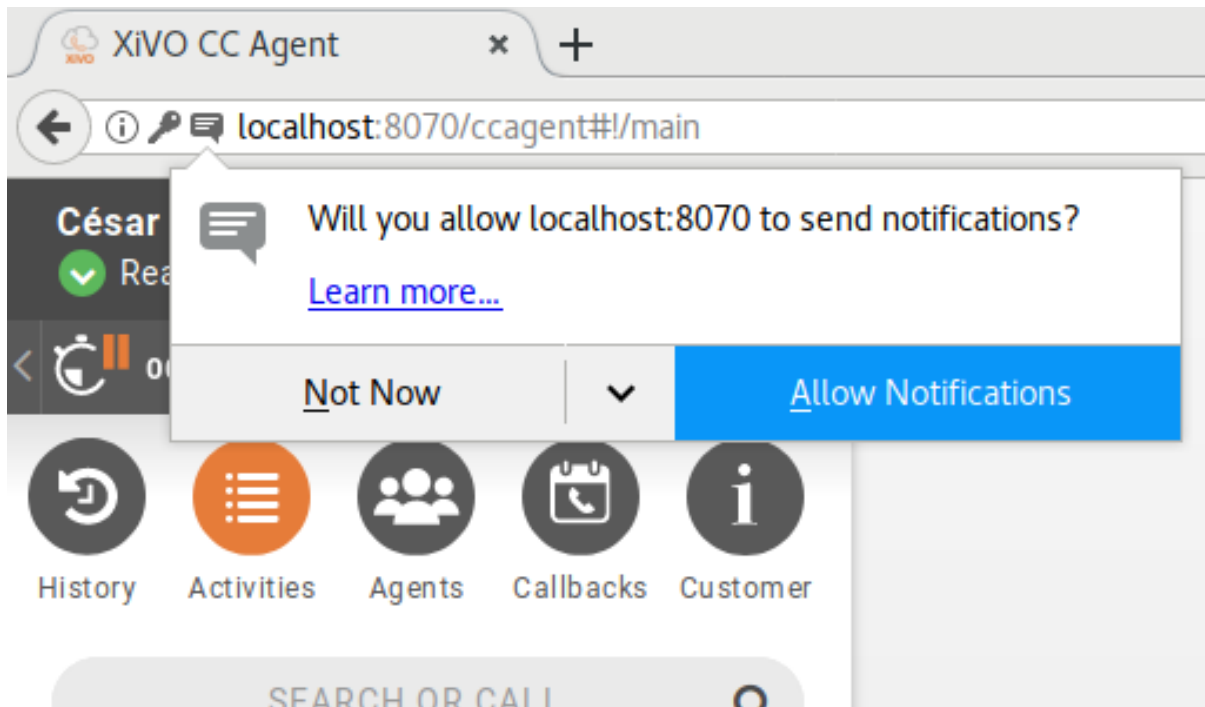 XiVO CC Agent
localhost:8070/ccagent#!/main
César
Will you allow localhost:8070 to send notifications?
Learn more...
Not Now
Allow Notifications
History
Activities
Agents
Callbacks
Customer
SEARCH OR CALL